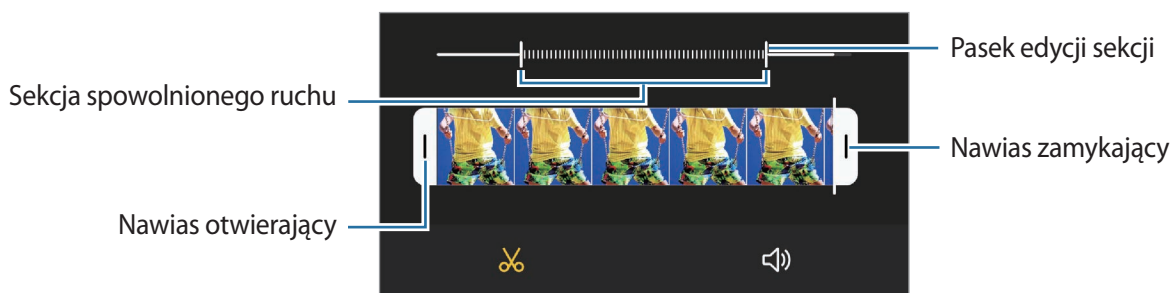 Pasek edycji sekcji
Sekcja spowolnionego ruchu
Nawias zamykający
Nawias otwierający